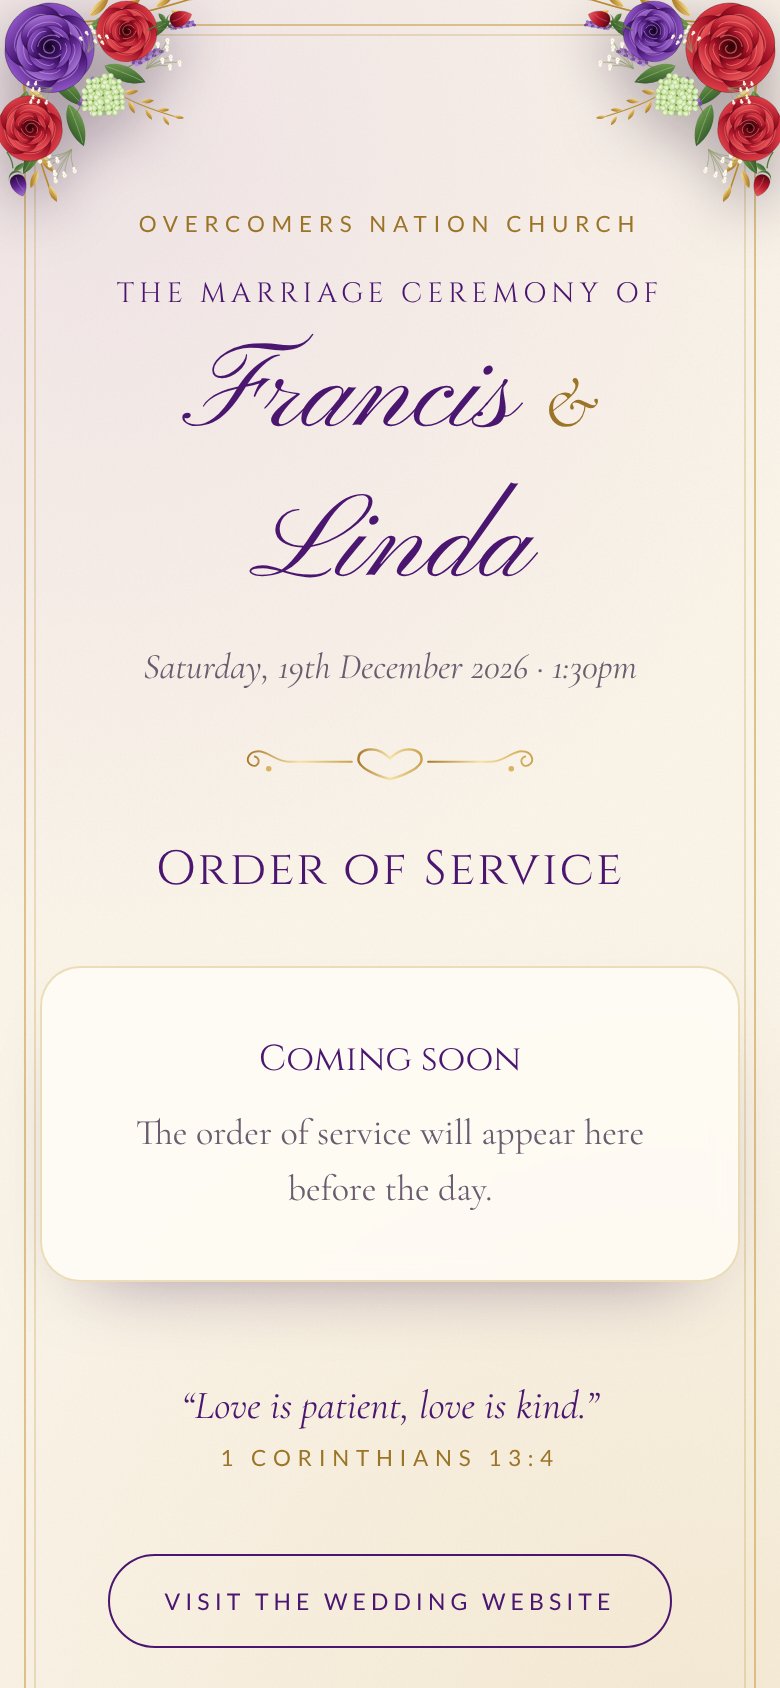 OVERCOMERS NATION CHURCH
THE MARRIAGE CEREMONY OF
Francis &
Linda
Saturday, 19th December 2026 · 1:30pm
ORDER OF SERVICE
COMING SOON
The order of service will appear here
before the day.
“Love is patient, love is kind.”
1 CORINTHIANS 13:4
VISIT THE WEDDING WEBSITE